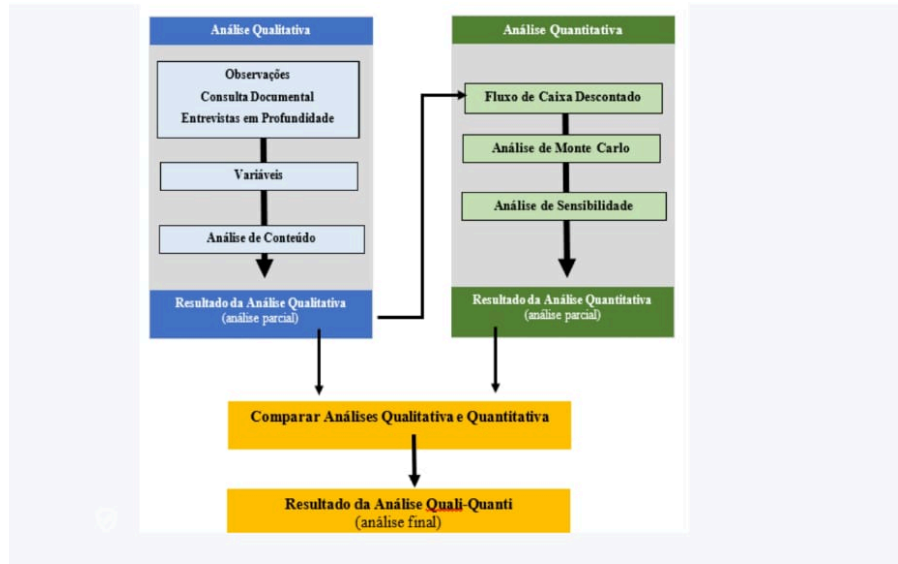 Análise Qualitativa
Observações
Consulta Documental
Entrevistas em Profundidade
Variáveis
Análise de Conteúdo
Resultado da Análise Qualitativa
(análise parcial)
Análise Quantitativa
Fluxo de Caixa Descontado
Análise de Monte Carlo
Análise de Sensibilidade
Resultado da Análise Quantitativa
(análise parcial)
Comparar Análises Qualitativa e Quantitativa
Resultado da Análise Quali-Quanti
(análise final)